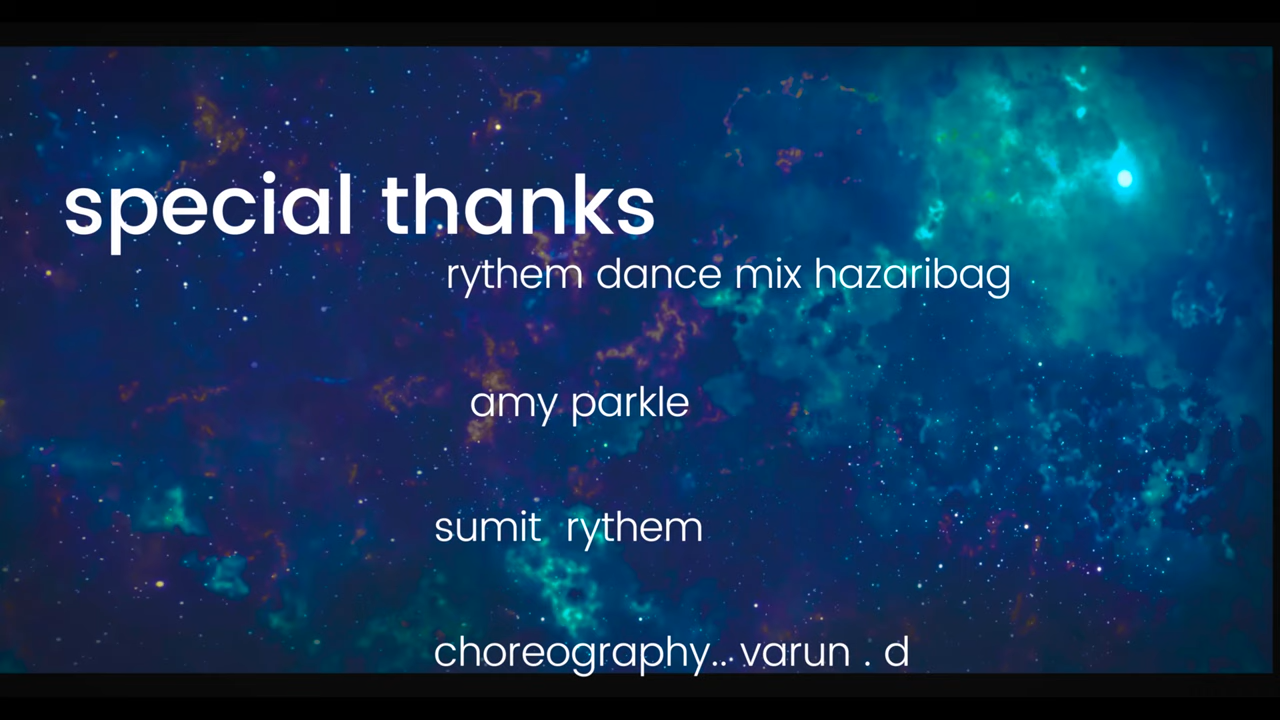 special thanks
rythem dance mix hazaribag
amy parkle
sumit rythem
choreography.. varun . d